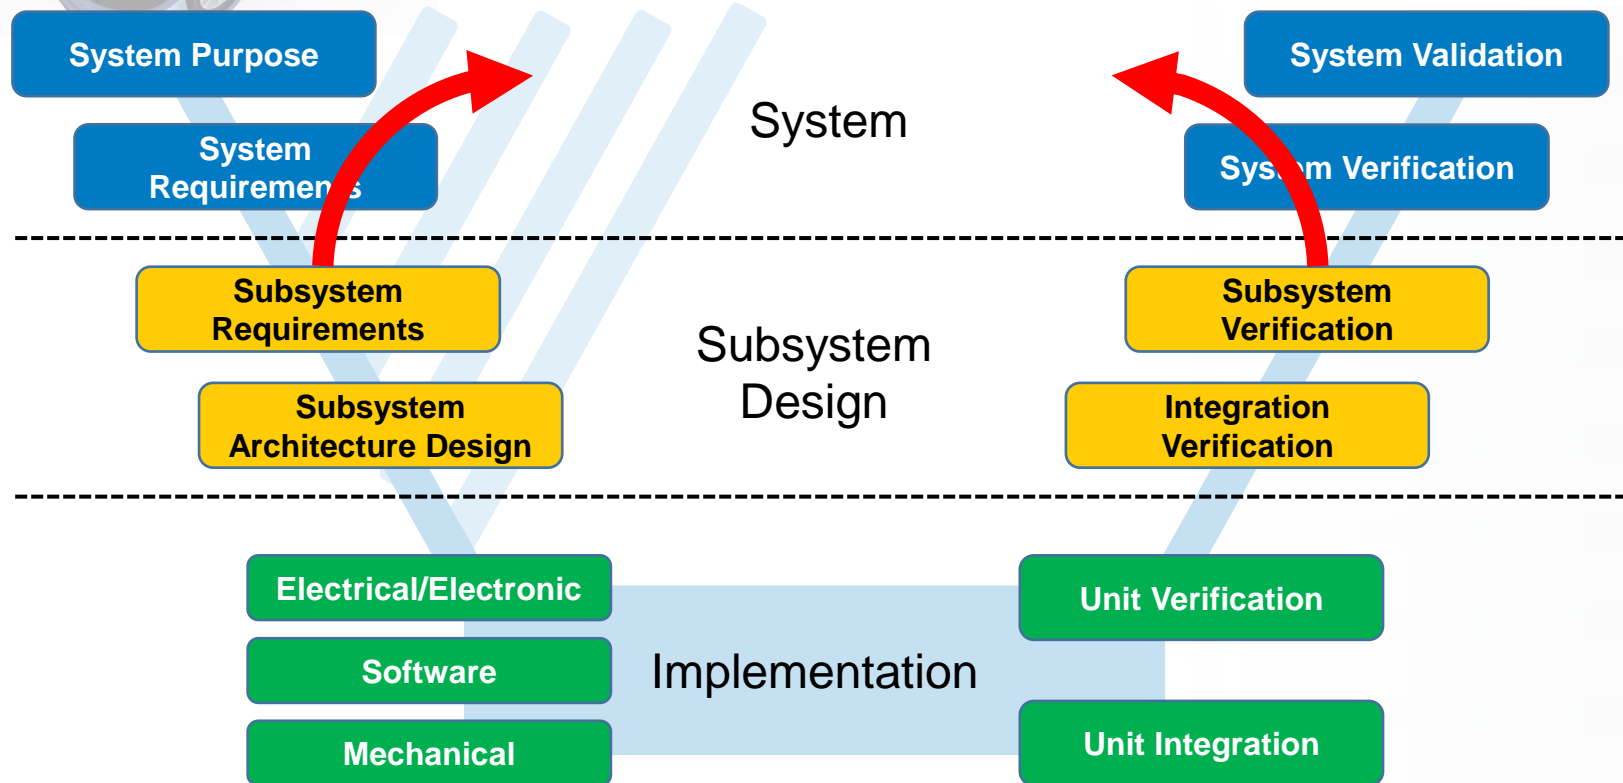 System Purpose
System
Requirements
System
System Validation
System Verification
Subsystem
Requirements
Subsystem
Architecture Design
Subsystem
Design
Subsystem
Verification
Integration
Verification
Electrical/Electronic
Software
Mechanical
Implementation
Unit Verification
Unit Integration